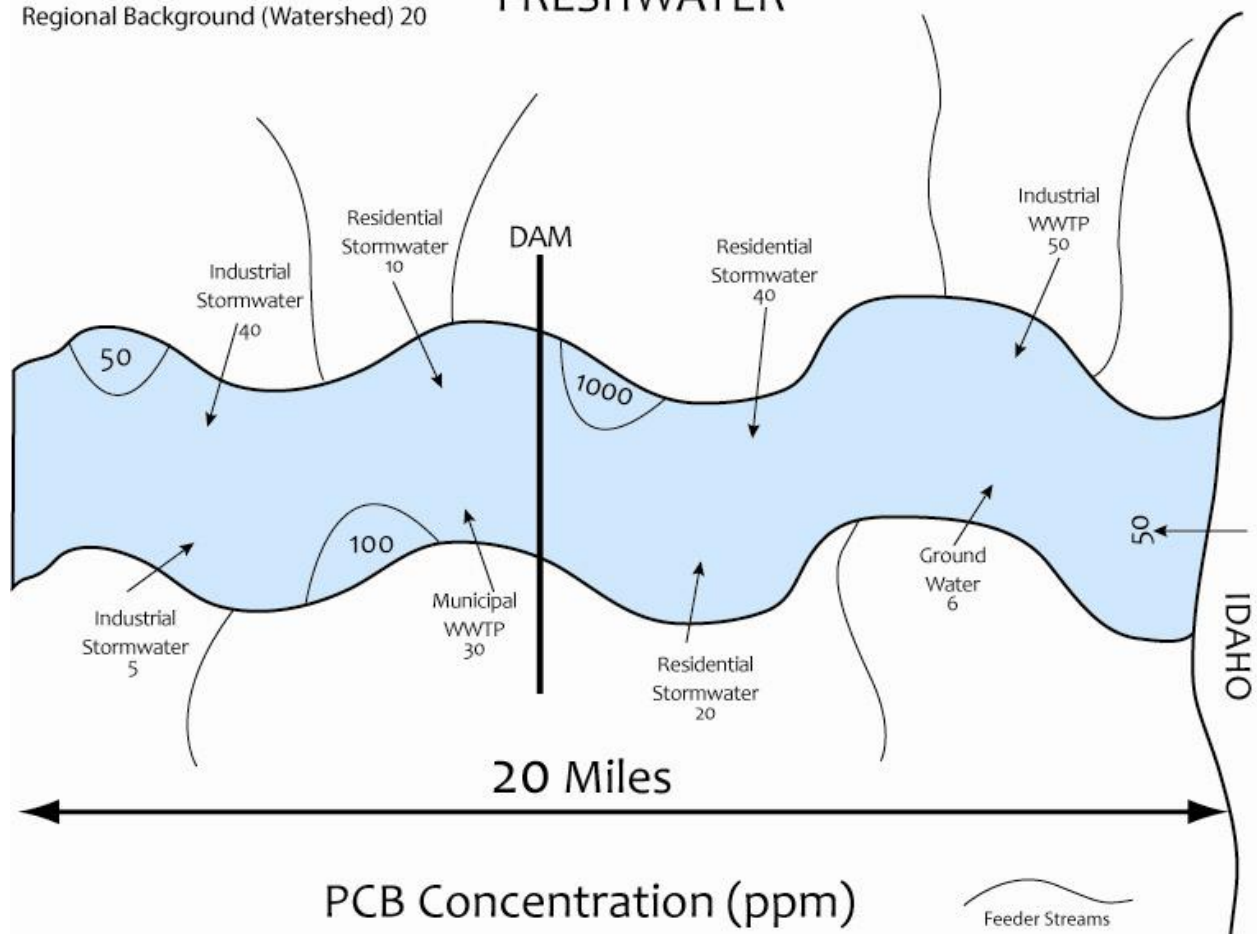 FRESHWATER
Regional Background (Watershed) 20
Industrial
WWTP
50
Residential
Stormwater
10
DAM
Residential
Stormwater
40
Industrial
Stormwater
40
50
1000
100
50
Ground
Water
6
Industrial
Stormwater
5
Municipal
WWTP
30
Residential
Stormwater
20
IDAHO
20 Miles
PCB Concentration (ppm)
Feeder Streams